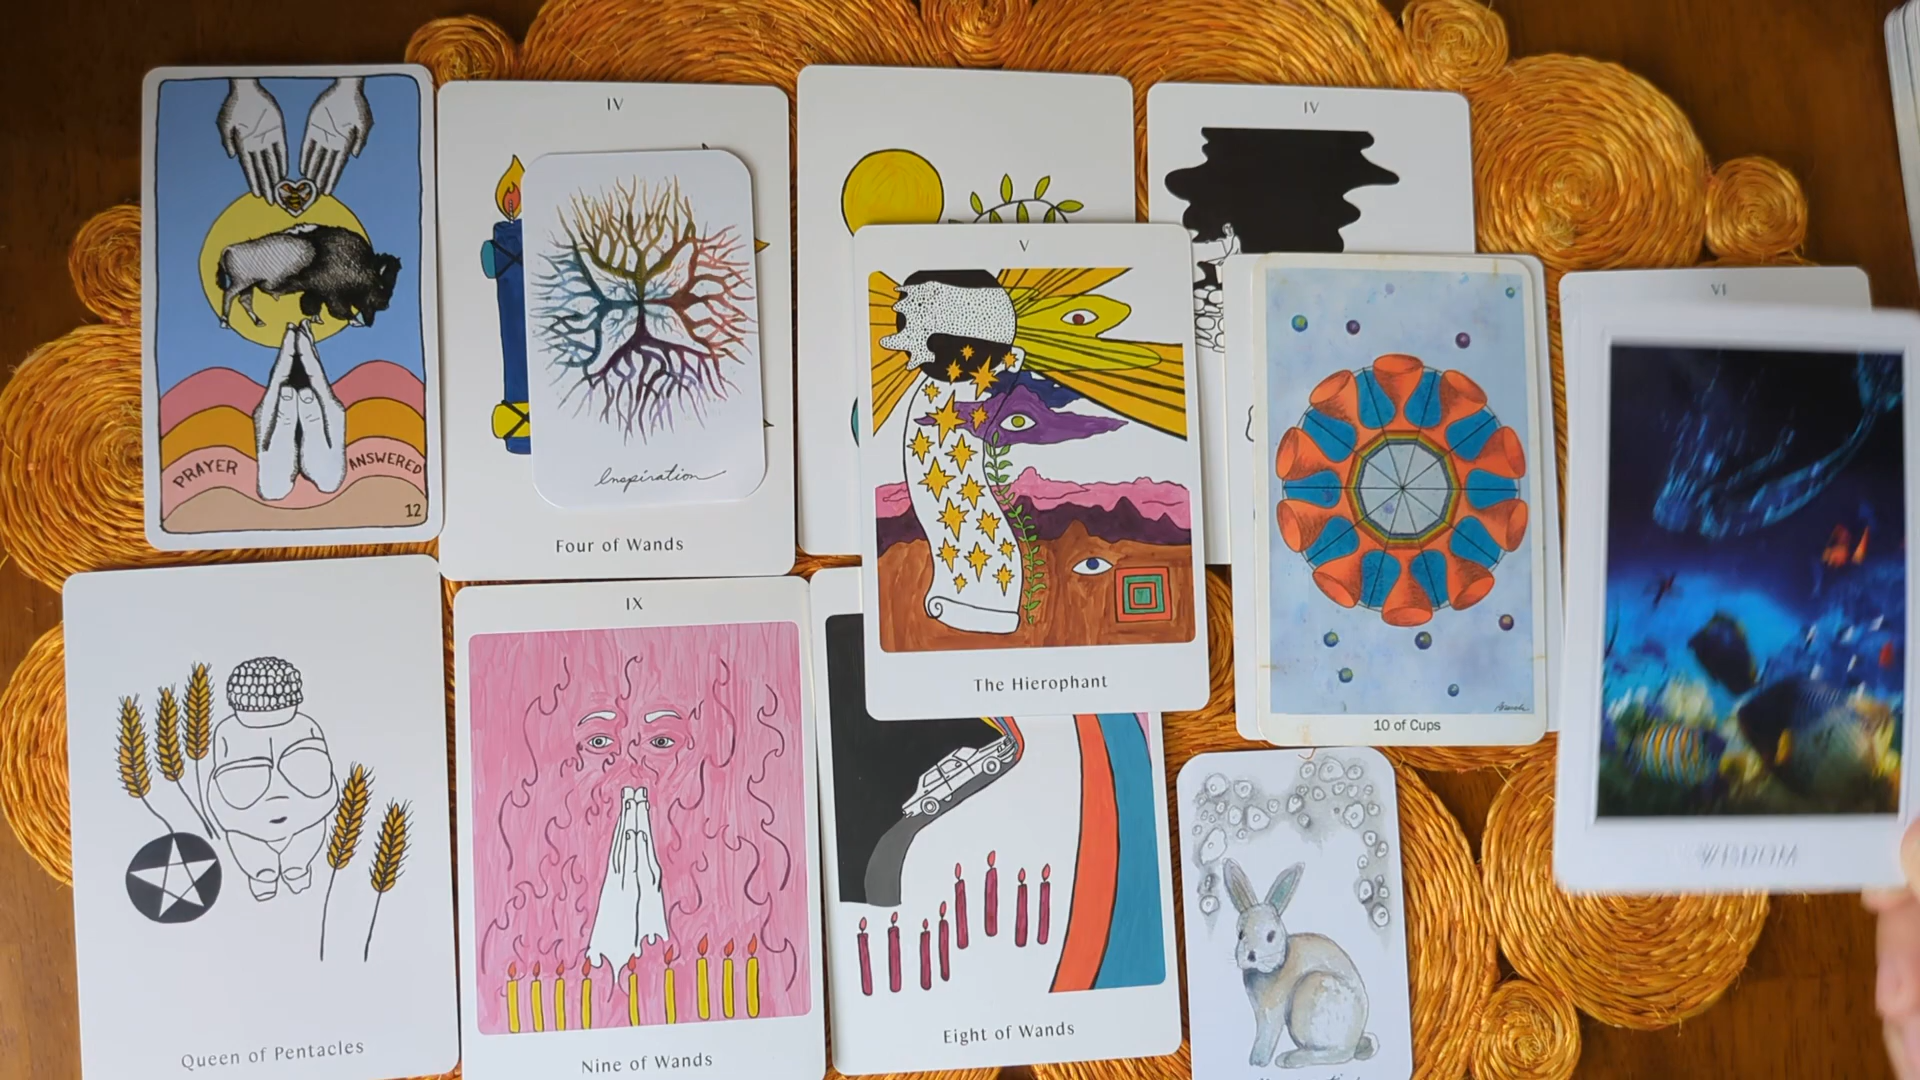 IV
IV
V
VI
Inspiration
PRAYER ANSWERED
12
Four of Wands
IX
The Hierophant
10 of Cups
Queen of Pentacles
Nine of Wands
Eight of Wands